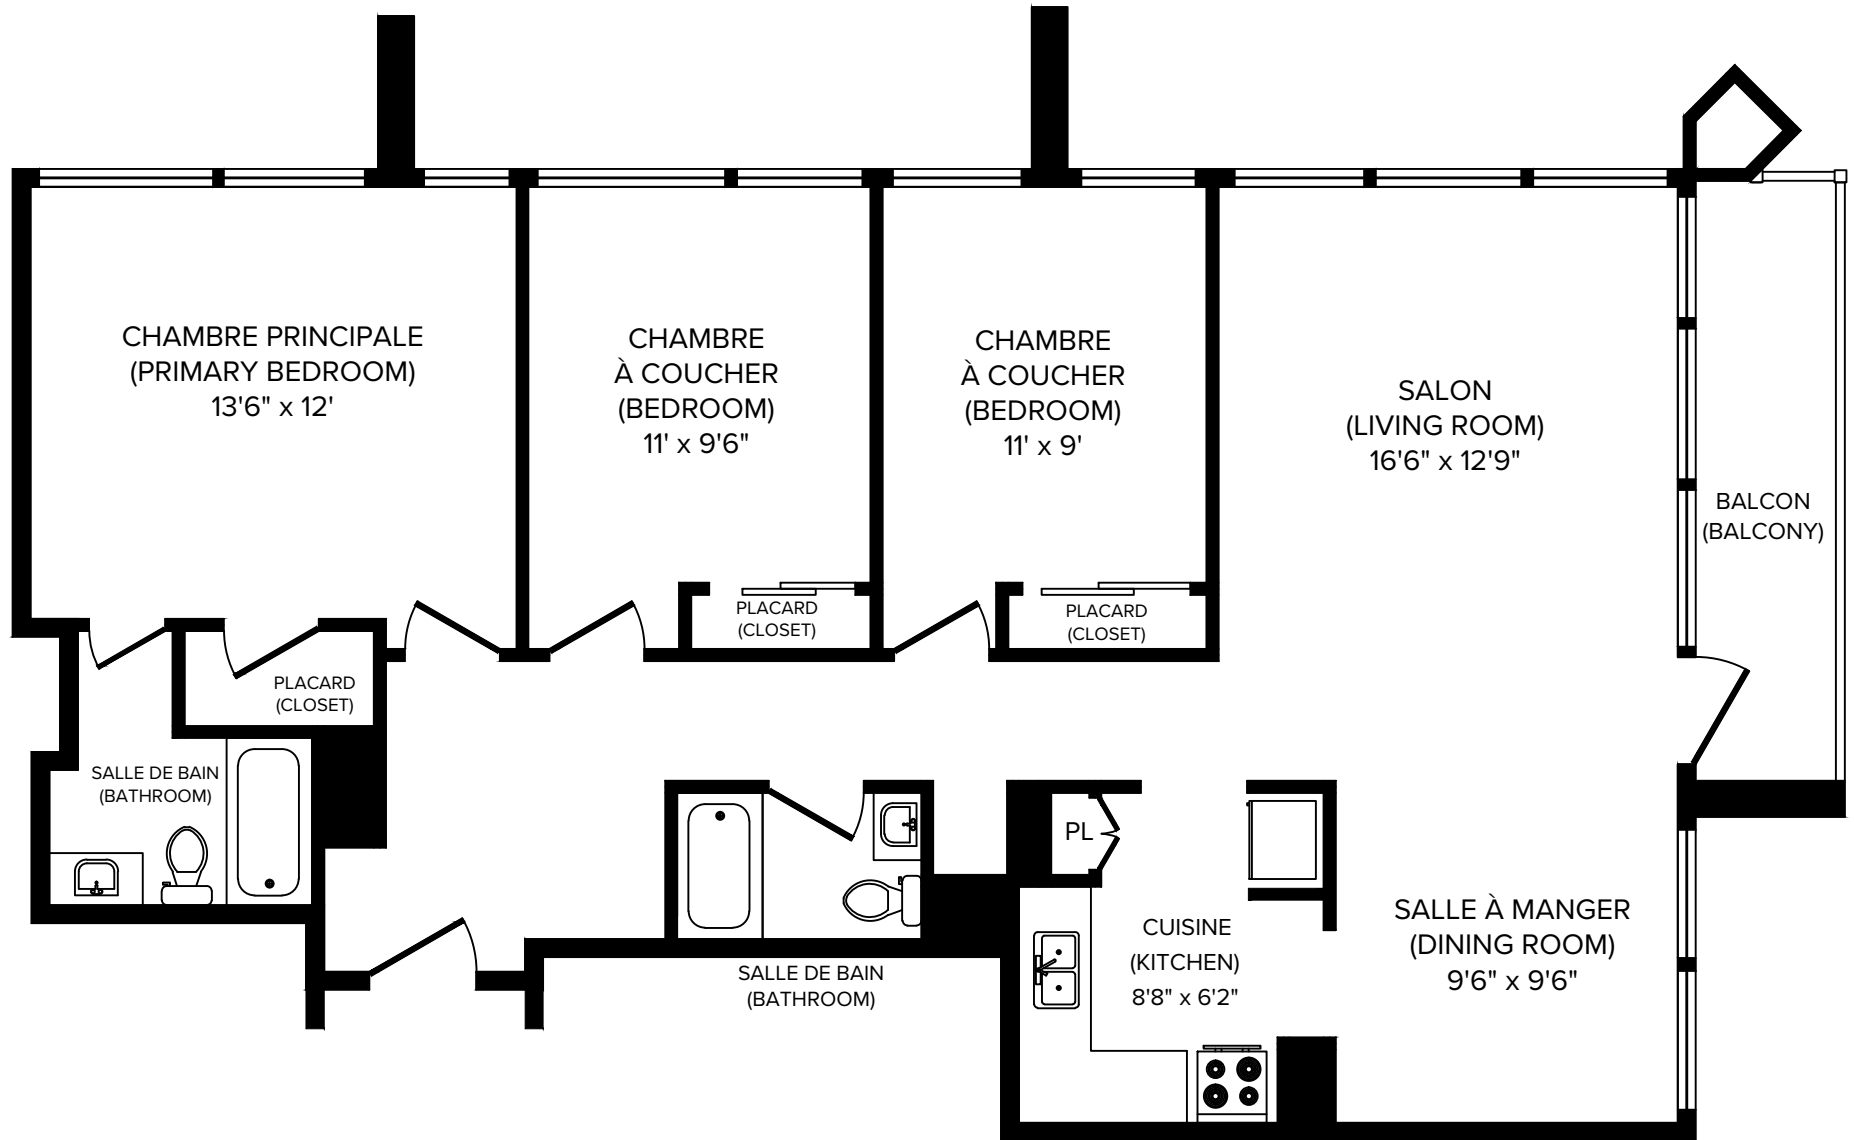 CHAMBRE PRINCIPALE
(PRIMARY BEDROOM)
13'6" x 12'
CHAMBRE
À COUCHER
(BEDROOM)
11' x 9'6"
CHAMBRE
À COUCHER
(BEDROOM)
11' x 9'
SALON
(LIVING ROOM)
16'6" x 12'9"
BALCON
(BALCONY)
PLACARD
(CLOSET)
PLACARD
(CLOSET)
PLACARD
(CLOSET)
SALLE DE BAIN
(BATHROOM)
PL
SALLE DE BAIN
(BATHROOM)
CUISINE
(KITCHEN)
8'8" x 6'2"
SALLE À MANGER
(DINING ROOM)
9'6" x 9'6"